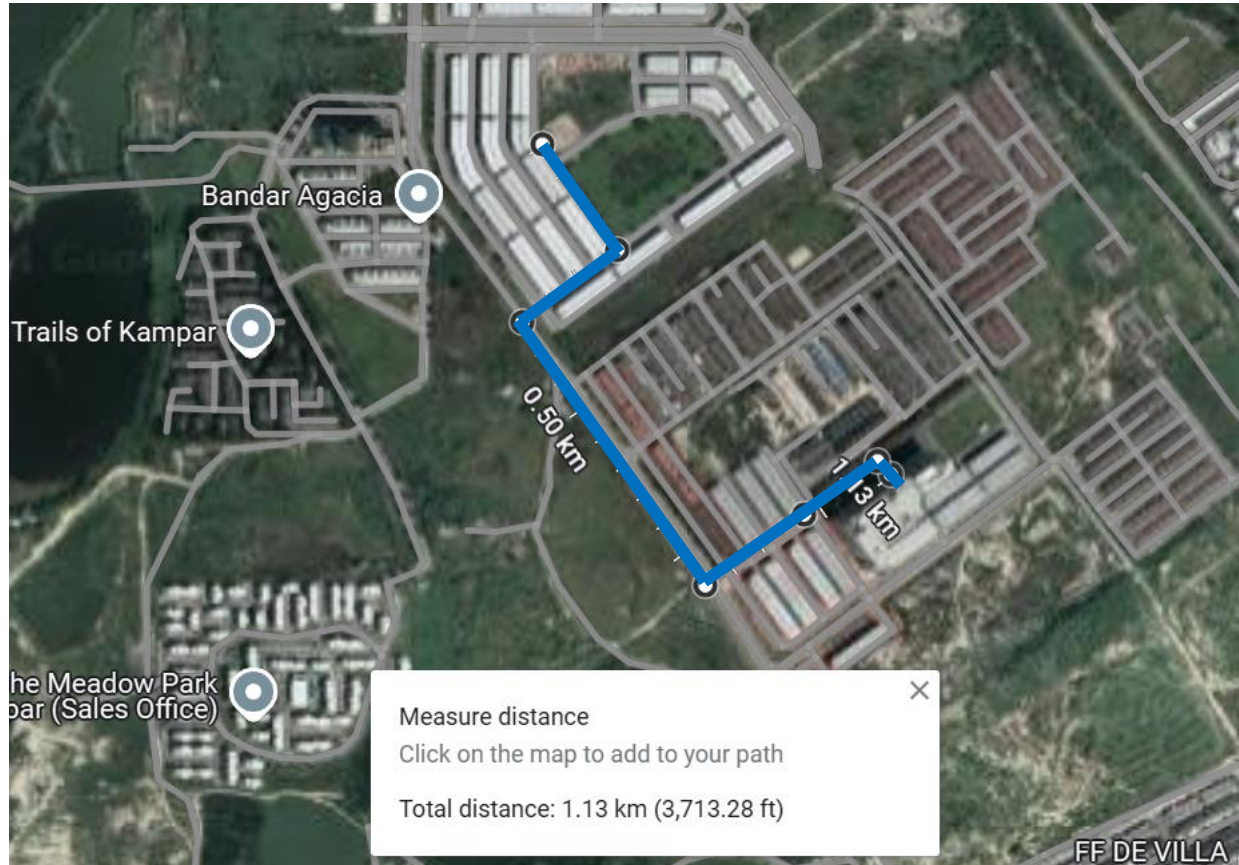 Bandar Agacia
Trails of Kampar
0.50 km
1.13 km
he Meadow Park
par (Sales Office)
Measure distance
Click on the map to add to your path
Total distance: 1.13 km (3,713.28 ft)
FF DE VILLA